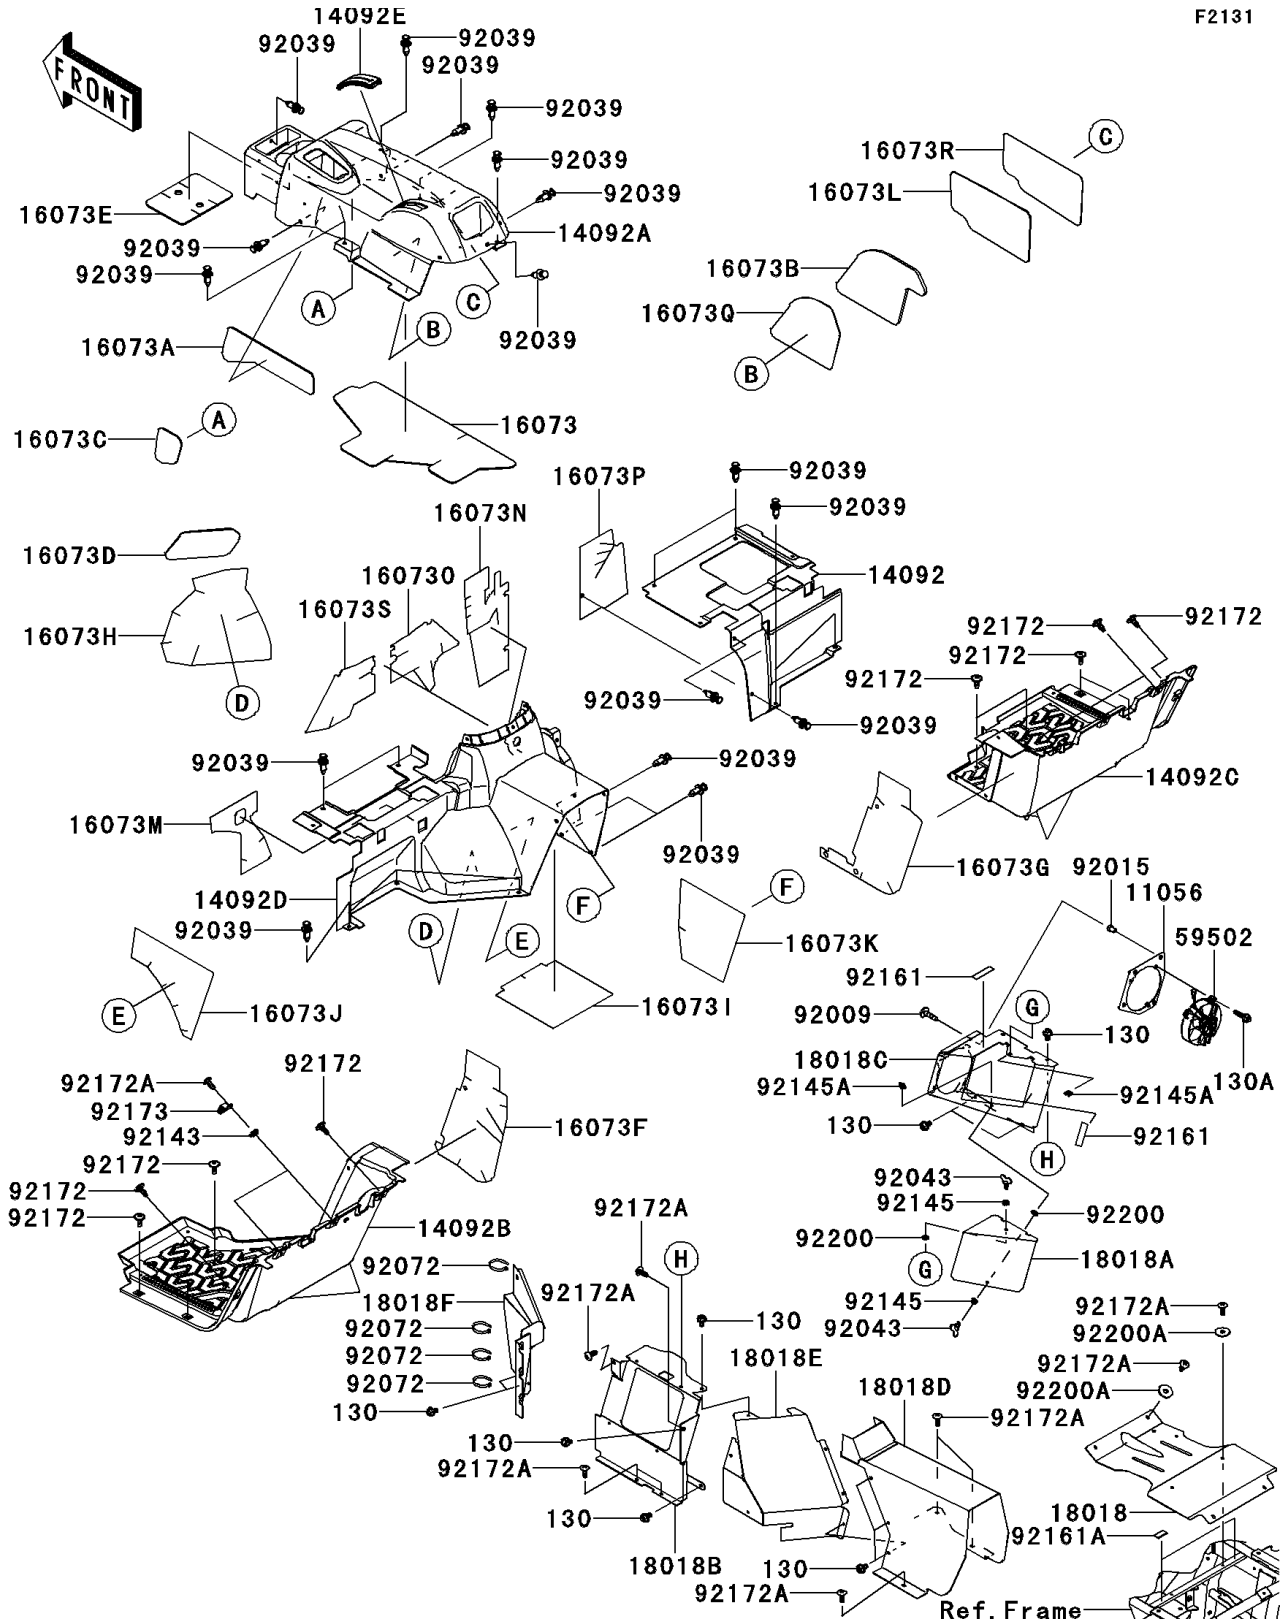 F2131
14092E
FRONT
92039
92039
92039
92039
92039
92039
16073E
14092A
92039
92039
A
C
B
92039
16073A
16073R
C
16073L
16073B
16073Q
B
16073C
A
16073
16073P
92039
92039
16073N
16073D
16073O
14092
16073S
16073H
D
92172
92172
92172
92172
92039
92039
92039
92039
14092C
16073M
92039
16073G
92015
11056
14092D
F
F
92039
D
E
16073K
59502
92161
E
16073J
16073I
G
92009
130
18018C
92145A
92145A
130A
130
92161
H
92172A
92172
92173
92143
16073F
92172
92172
92172
14092B
92043
92145
92200
92200
G
18018A
92145
92043
92072
18018F
92172A
H
92172A
92072
92072
92072
130
130
18018E
18018D
92172A
92172A
92200A
92172A
92200A
130
92172A
130
18018B
130
92172A
18018
92161A
Ref.Frame